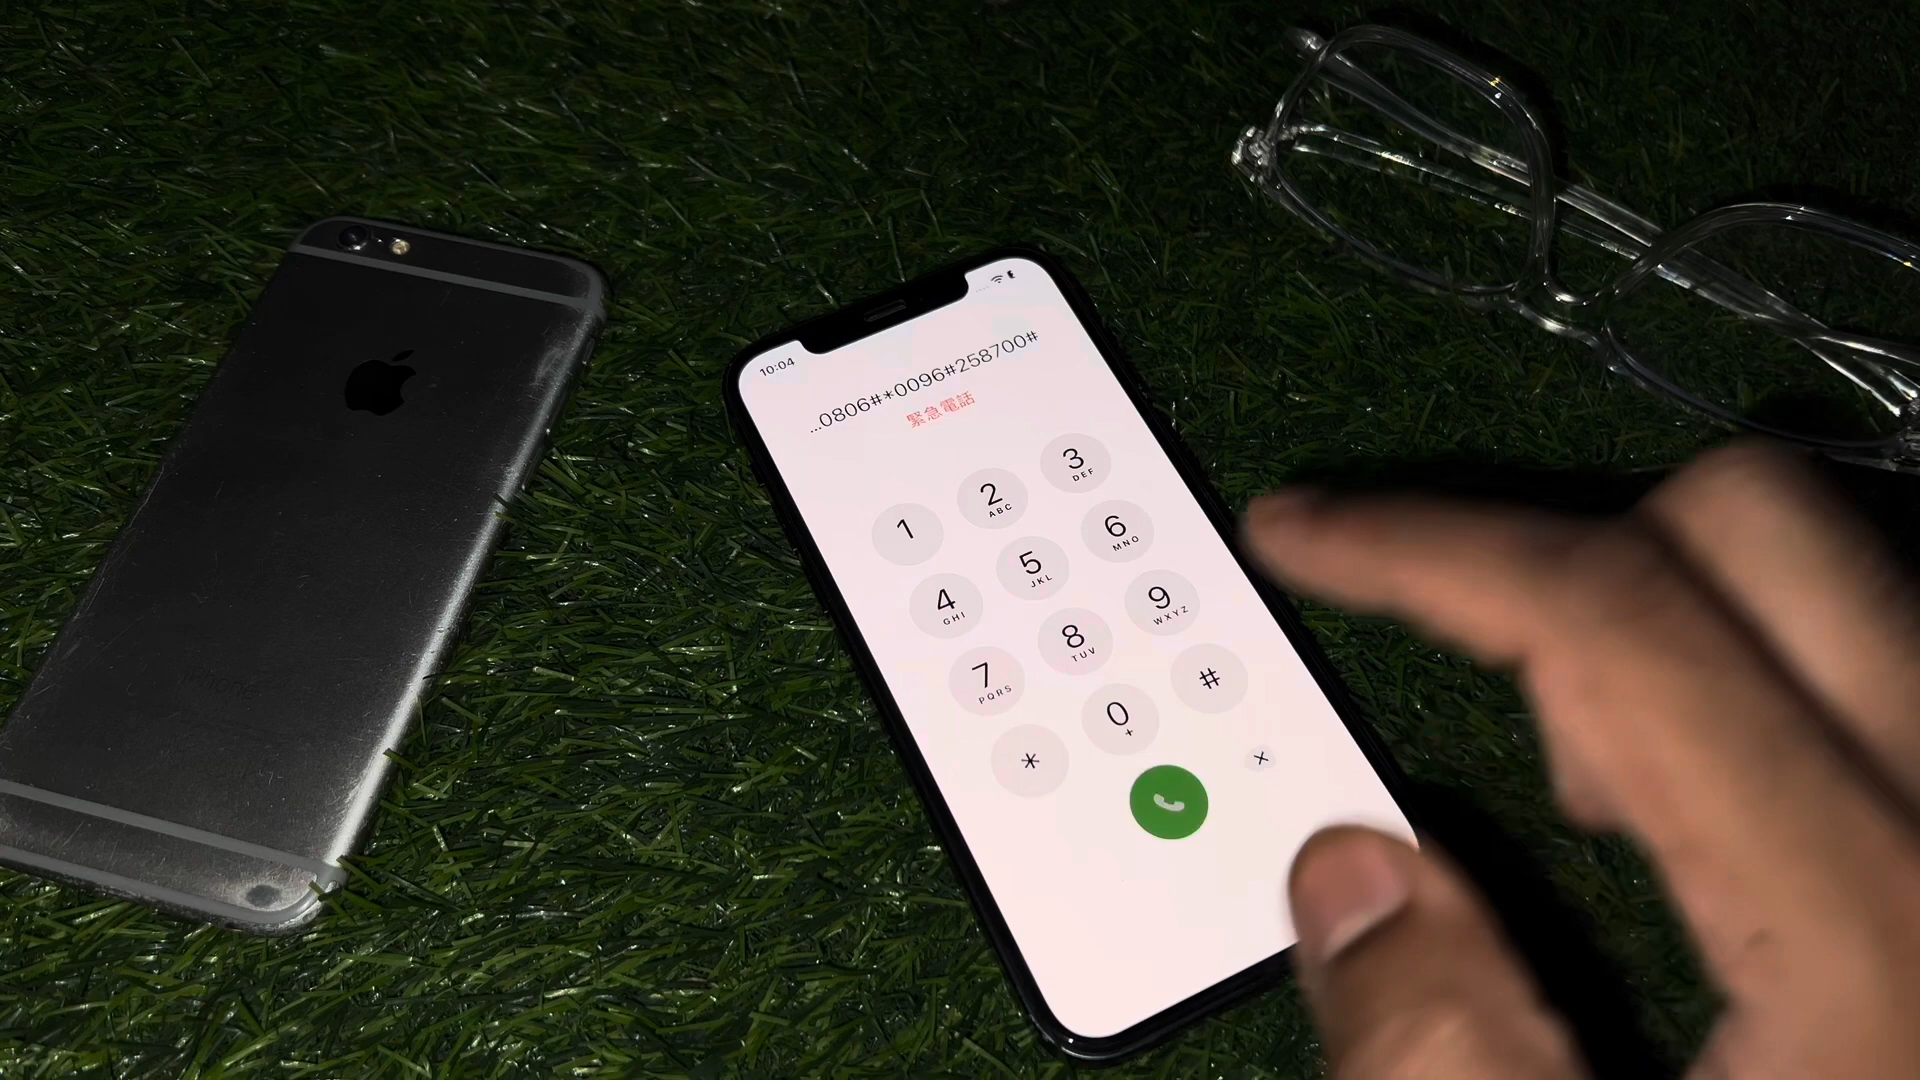 10:04
...0806#*0096#258700#
緊急電話
1
2
ABC
3
DEF
4
GHI
5
JKL
6
MNO
7
PQRS
8
TUV
9
WXYZ
*
0
+
#
iPhone